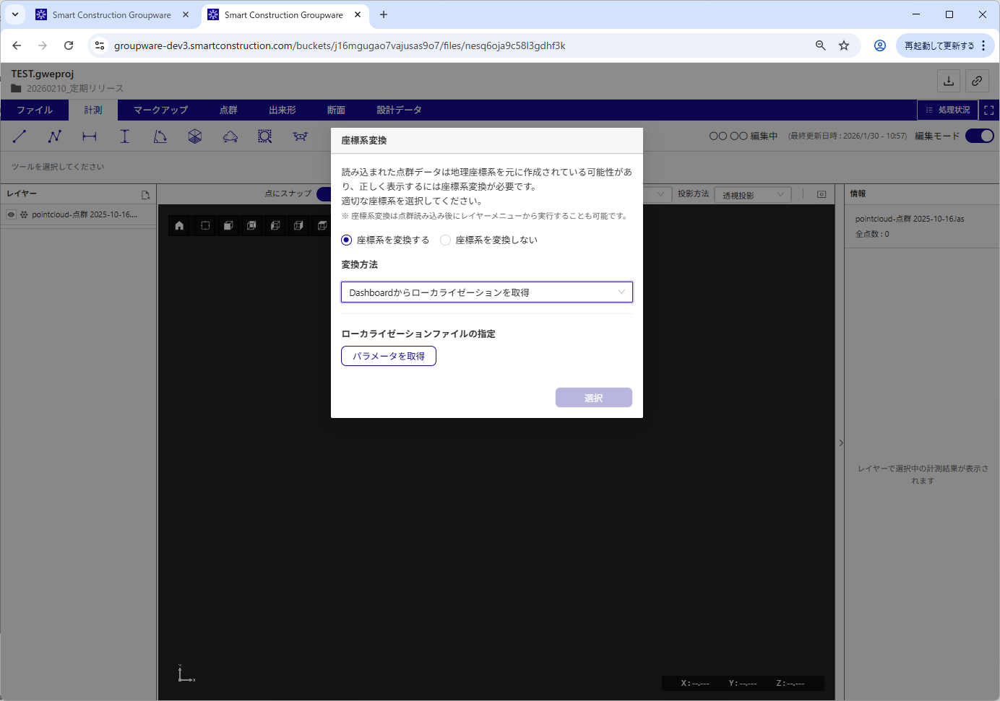 Smart Construction Groupware
Smart Construction Groupware
groupware-dev3.smartconstruction.com/buckets/j16mgugao7vajusas9o7/files/nesq6oja9c58l3gdhf3k
再起動して更新する
TEST.gweproj
20260210_定期リリース
ファイル 計測 マークアップ 点群 出来形 断面 設計データ 処理状況
〇〇 〇〇 編集中 (最終更新日時 : 2026/1/30 - 10:57) 編集モード
ツールを選択してください
レイヤー
点にスナップ
投影方法 透視投影
情報
pointcloud-点群 2025-10-16....
pointcloud-点群 2025-10-16.las
全点数 : 0
座標系変換
読み込まれた点群データは地理座標系を元に作成されている可能性があ
り、正しく表示するには座標系変換が必要です。
適切な座標系を選択してください。
※ 座標系変換は点群読み込み後にレイヤーメニューから実行することも可能です。
座標系を変換する 座標系を変換しない
変換方法
Dashboardからローカライゼーションを取得
ローカライゼーションファイルの指定
パラメータを取得
選択
レイヤーで選択中の計測結果が表示さ
れます
X:--.--- Y:--.--- Z:--.---